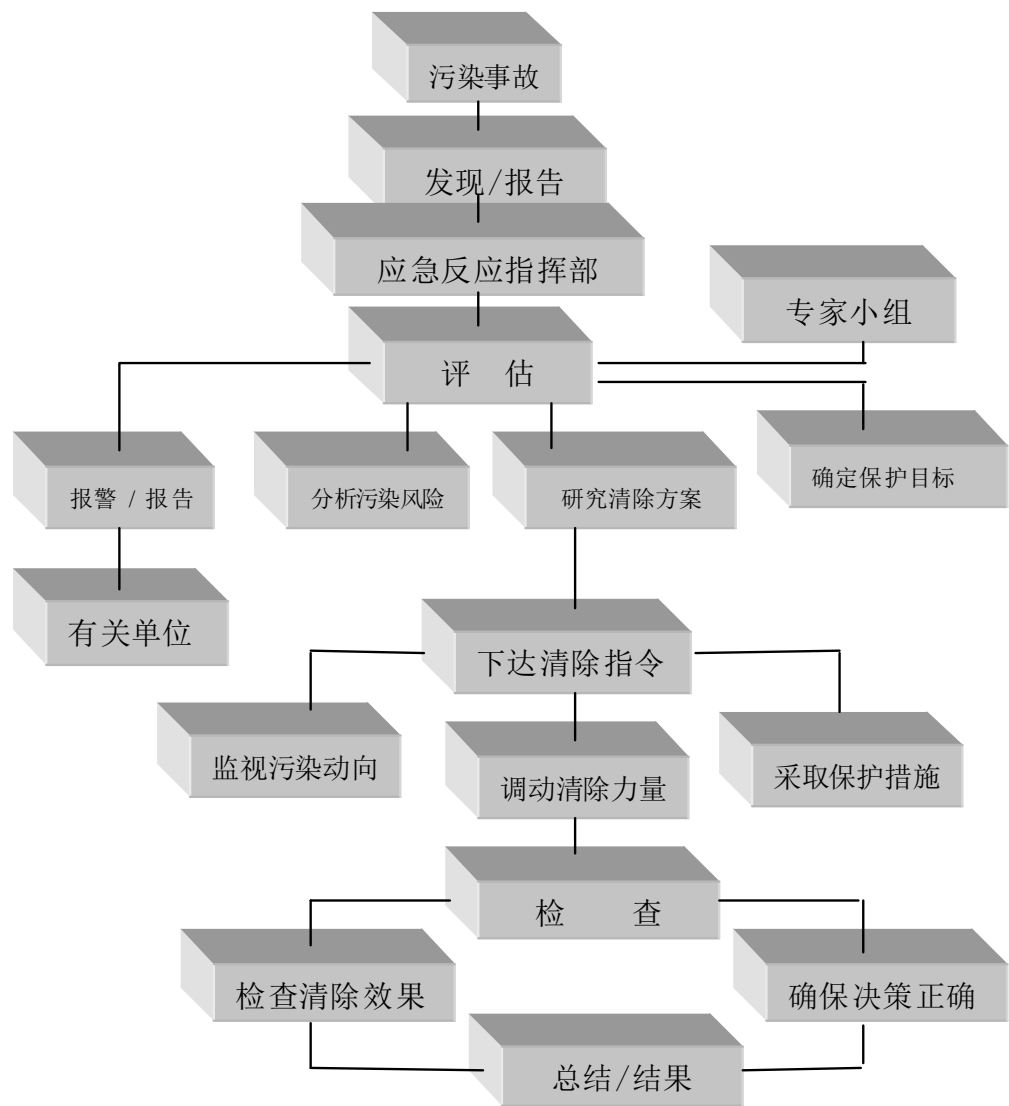 污染事故
发现/报告
应急反应指挥部
专家小组
评 估
确定保护目标
报警 / 报告
分析污染风险
研究清除方案
有关单位
下达清除指令
监视污染动向
调动清除力量
采取保护措施
检 查
检查清除效果
确保决策正确
总结/结果